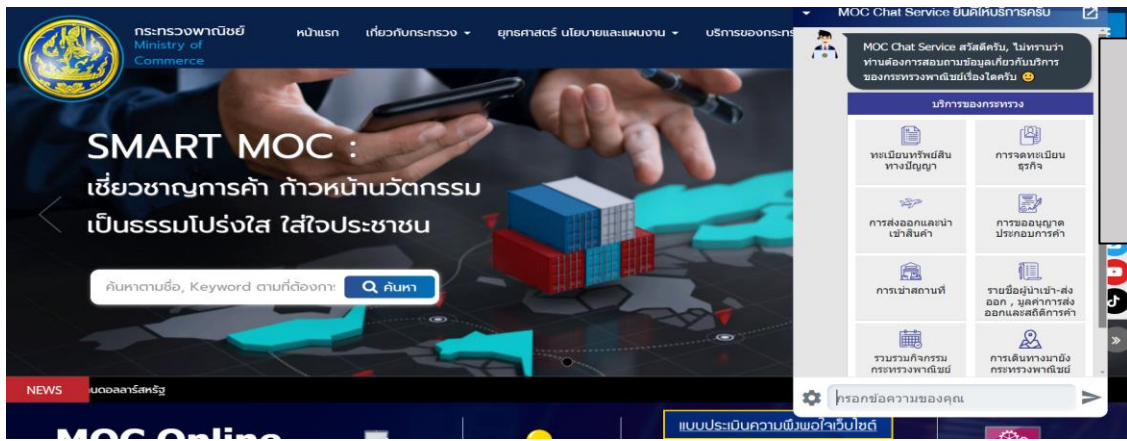 กระทรวงพาณิชย์
Ministry of
Commerce
หน้าแรก
เกี่ยวกับกระทรวง
ยุทธศาสตร์ นโยบายและแผนงาน
บริการของกระทร
SMART MOC :
เชี่ยวชาญการค้า ก้าวหน้านวัตกรรม
เป็นธรรมโปร่งใส ใส่ใจประชาชน
ค้นหาตามชื่อ, Keyword ตามที่ต้องกา
ค้นหา
NEWS
นดอลลาร์สหรัฐ
MOC Online
แบบประเมินความพึงพอใจเว็บไซต์
MOC Chat Service ยินดีให้บริการครับ
MOC Chat Service สวัสดีครับ, ไม่ทราบว่า
ท่านต้องการสอบถามข้อมูลเกี่ยวกับบริการ
ของกระทรวงพาณิชย์เรื่องใดครับ 🙂
บริการของกระทรวง
ทะเบียนทรัพย์สิน
ทางปัญญา
การจดทะเบียน
ธุรกิจ
การส่งออกและนำ
เข้าสินค้า
การขออนุญาต
ประกอบการค้า
การเช่าสถานที่
รายชื่อผู้นำเข้า-ส่ง
ออก , มูลค่าการส่ง
ออกและสถิติการค้า
รวบรวมกิจกรรม
กระทรวงพาณิชย์
การเดินทางมายัง
กระทรวงพาณิชย์
กรอกข้อความของคุณ